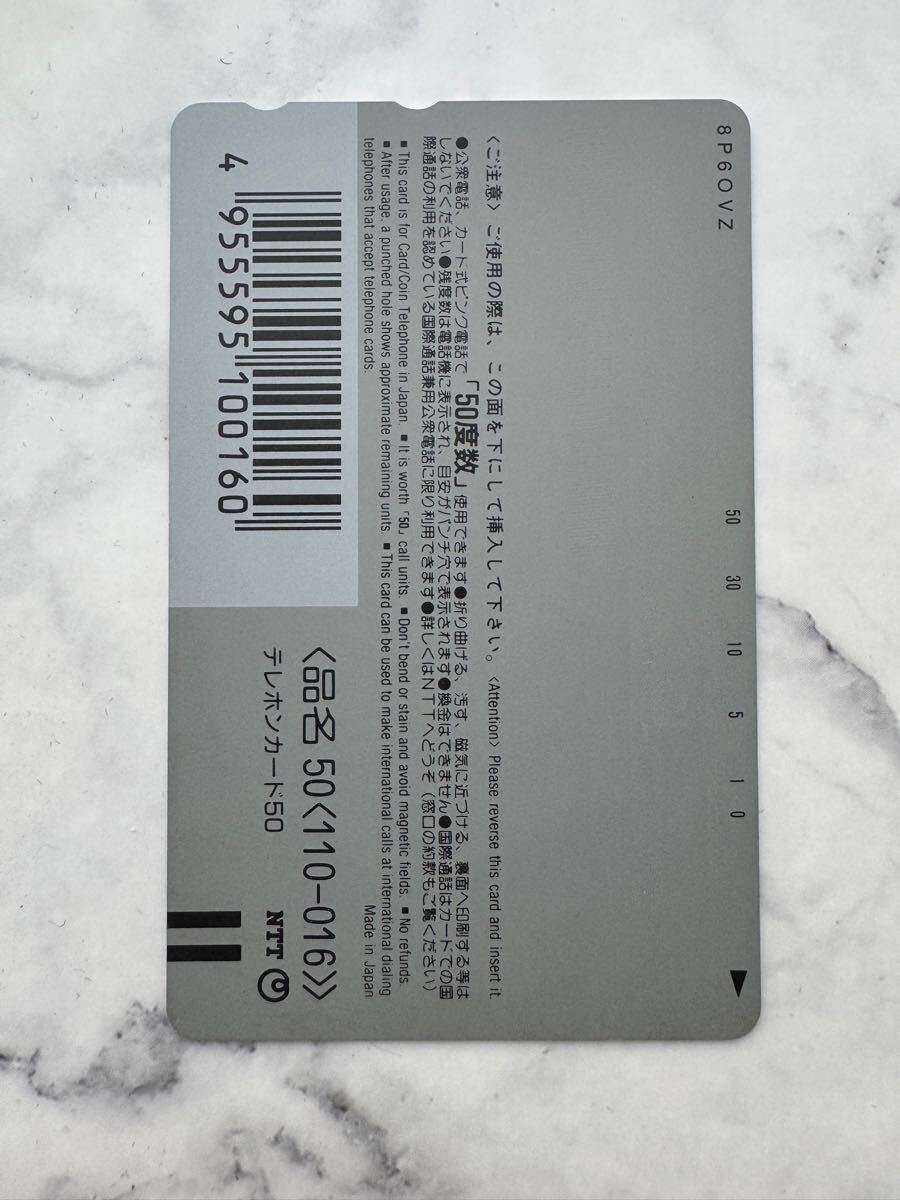 8P6OVZ
50 30 10 5 1 0
〈ご注意〉ご使用の際は、この面を下にして挿入して下さい。〈Attention〉Please reverse this card and insert it.
●公衆電話、カード式ピンク電話で「50度数」使用できます●折り曲げる、汚す、磁気に近づける、裏面へ印刷する等は
しないでください●残度数は電話機に表示され、目安がパンチ穴で表示されます●換金はできません●国際通話はカードでの国
際通話の利用を認めている国際通話兼用公衆電話に限り利用できます●詳しくはNTTへどうぞ(窓口の約款もご覧ください)
■This card is for Card/Coin Telephone in Japan. ■It is worth「50」call units. ■Don't bend or stain and avoid magnetic fields. ■No refunds.
■After usage, a punched hole shows approximate remaining units. ■This card can be used to make international calls at international dialing
telephones that accept telephone cards.
Made in Japan
〈品名 50〈110-016〉〉
テレホンカード50
NTT
4 955595 100160